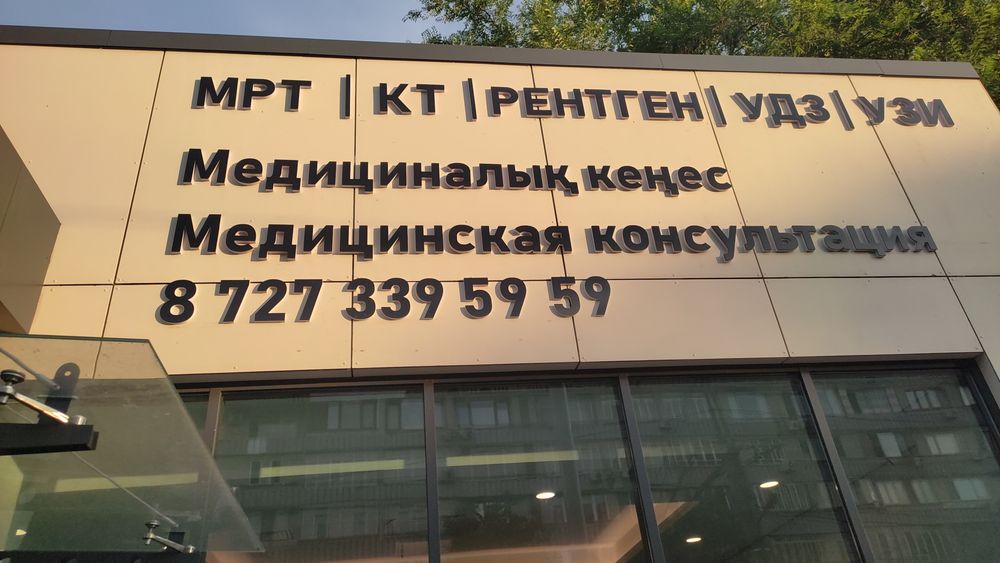 МРТ | КТ | РЕНТГЕН | УДЗ | УЗИ
Медициналық кеңес
Медицинская консультация
8 727 339 59 59